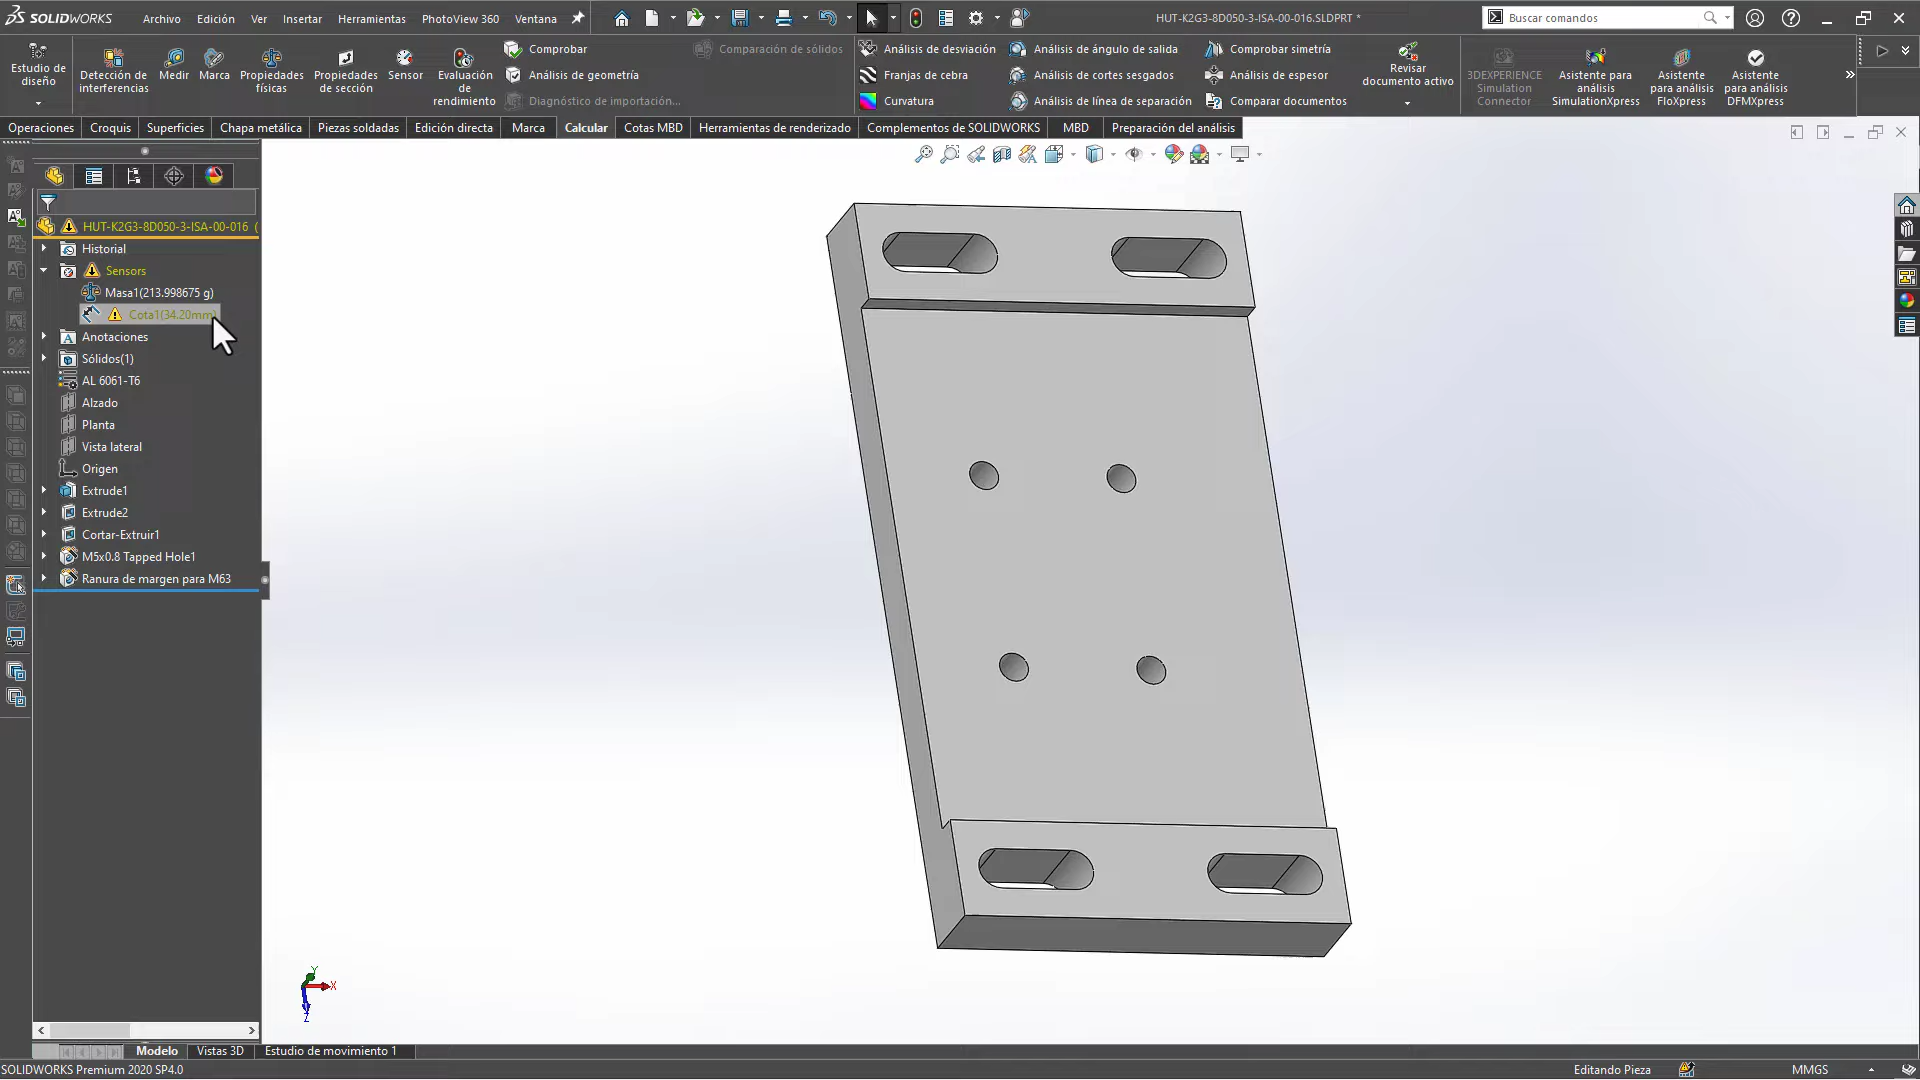 SOLIDWORKS
Archivo
Edición
Ver
Insertar
Herramientas
PhotoView 360
Ventana
HUT-K2G3-8D050-3-ISA-00-016.SLDPRT *
Buscar comandos
Estudio de
diseño
Detección de
interferencias
Medir
Marca
Propiedades
físicas
Propiedades
de sección
Sensor
Evaluación
de
rendimiento
Comprobar
Análisis de geometría
Diagnóstico de importación...
Comparación de sólidos
Análisis de desviación
Franjas de cebra
Curvatura
Análisis de ángulo de salida
Análisis de cortes sesgados
Análisis de línea de separación
Comprobar simetría
Análisis de espesor
Comparar documentos
Revisar
documento activo
3DEXPERIENCE
Simulation
Connector
Asistente para
análisis
SimulationXpress
Asistente
para análisis
FloXpress
Asistente
para análisis
DFMXpress
Operaciones
Croquis
Superficies
Chapa metálica
Piezas soldadas
Edición directa
Marca
Calcular
Cotas MBD
Herramientas de renderizado
Complementos de SOLIDWORKS
MBD
Preparación del análisis
HUT-K2G3-8D050-3-ISA-00-016 (
Historial
Sensors
Masa1(213.998675 g)
Cota1(34.20mm)
Anotaciones
Sólidos(1)
AL 6061-T6
Alzado
Planta
Vista lateral
Origen
Extrude1
Extrude2
Cortar-Extruir1
M5x0.8 Tapped Hole1
Ranura de margen para M63
Y
X
Z
Modelo
Vistas 3D
Estudio de movimiento 1
SOLIDWORKS Premium 2020 SP4.0
Editando Pieza
MMGS